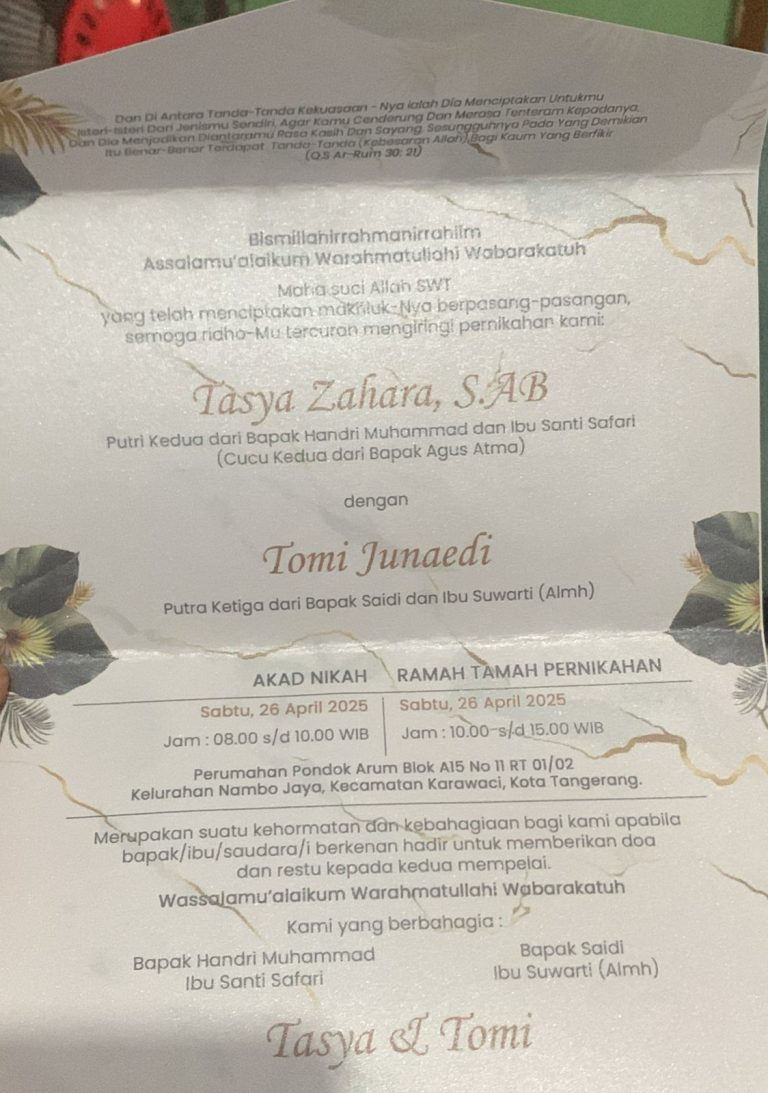 Dan Di Antara Tanda-Tanda Kekuasaan - Nya ialah Dia Menciptakan Untukmu
Isteri-Isteri Dari Jenismu Sendiri, Agar Kamu Cenderung Dan Merasa Tenteram Kepadanya,
Dan Dia Menjadikan Diantaramu Rasa Kasih Dan Sayang, Sesungguhnya Pada Yang Demikian
Itu Benar-Benar Terdapat Tanda-Tanda (Kebesaran Allah) Bagi Kaum Yang Berfikir
(Q.S Ar-Rum 30: 21)
Bismillahirrahmanirrahiim
Assalamu'alaikum Warahmatullahi Wabarakatuh
Maha suci Allah SWT
yang telah menciptakan makhluk-Nya berpasang-pasangan,
semoga ridho-Mu tercurah mengiringi pernikahan kami:
Tasya Zahara, S.AB
Putri Kedua dari Bapak Handri Muhammad dan Ibu Santi Safari
(Cucu Kedua dari Bapak Agus Atma)
dengan
Tomi Junaedi
Putra Ketiga dari Bapak Saidi dan Ibu Suwarti (Almh)
AKAD NIKAH RAMAH TAMAH PERNIKAHAN
Sabtu, 26 April 2025 Sabtu, 26 April 2025
Jam : 08.00 s/d 10.00 WIB Jam : 10.00 s/d 15.00 WIB
Perumahan Pondok Arum Blok A15 No 11 RT 01/02
Kelurahan Nambo Jaya, Kecamatan Karawaci, Kota Tangerang.
Merupakan suatu kehormatan dan kebahagiaan bagi kami apabila
bapak/ibu/saudara/i berkenan hadir untuk memberikan doa
dan restu kepada kedua mempelai.
Wassalamu'alaikum Warahmatullahi Wabarakatuh
Kami yang berbahagia :
Bapak Handri Muhammad Bapak Saidi
Ibu Santi Safari Ibu Suwarti (Almh)
Tasya & Tomi